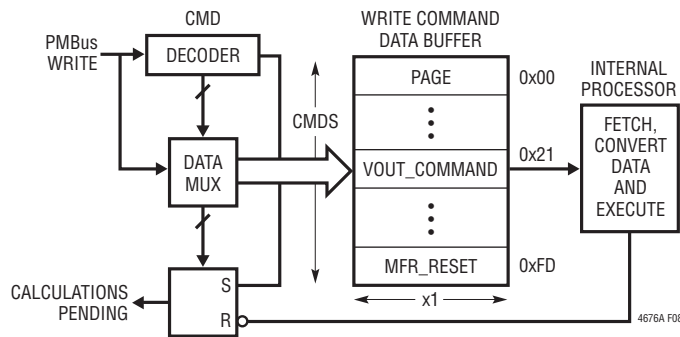 CMD
WRITE COMMAND
DATA BUFFER
PMBus
WRITE
DECODER
PAGE
0x00
INTERNAL
PROCESSOR
CMDS
DATA
MUX
VOUT_COMMAND
0x21
FETCH,
CONVERT
DATA
AND
EXECUTE
MFR_RESET
0xFD
CALCULATIONS
PENDING
S
R
x1
4676A F08